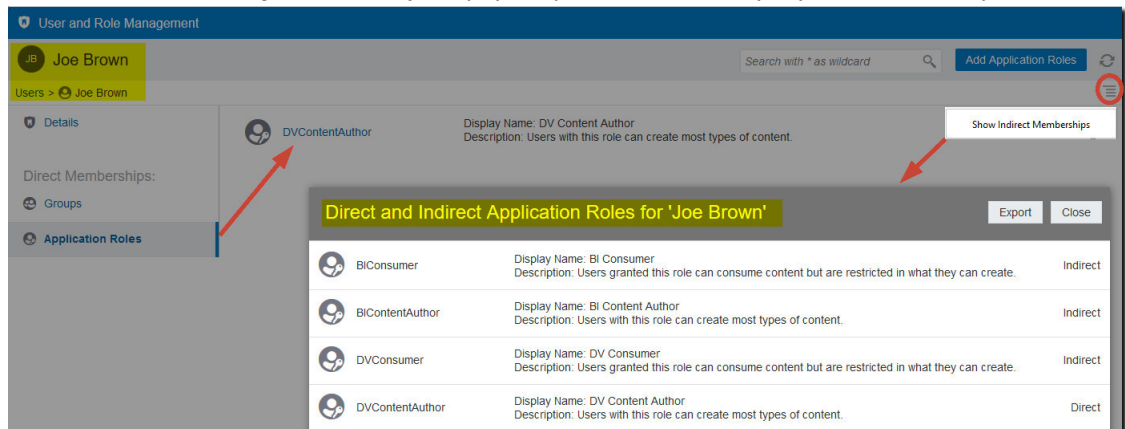 User and Role Management
JB Joe Brown
Search with * as wildcard
Add Application Roles
Users > Joe Brown
Details
DVContentAuthor
Display Name: DV Content Author
Description: Users with this role can create most types of content.
Show Indirect Memberships
Direct Memberships:
Groups
Application Roles
Direct and Indirect Application Roles for 'Joe Brown'
Export
Close
BIConsumer
Display Name: BI Consumer
Description: Users granted this role can consume content but are restricted in what they can create.
Indirect
BIContentAuthor
Display Name: BI Content Author
Description: Users with this role can create most types of content.
Indirect
DVConsumer
Display Name: DV Consumer
Description: Users granted this role can consume content but are restricted in what they can create.
Indirect
DVContentAuthor
Display Name: DV Content Author
Description: Users with this role can create most types of content.
Direct